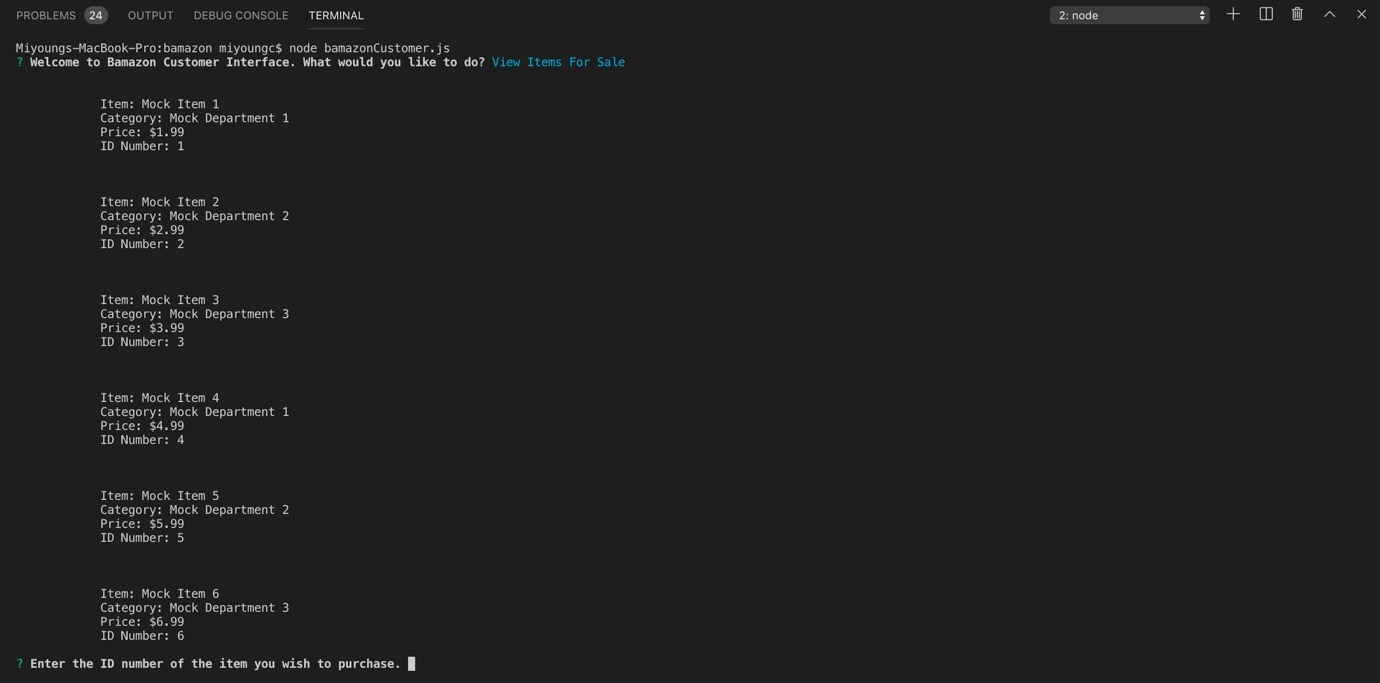 PROBLEMS 24 OUTPUT DEBUG CONSOLE TERMINAL 2: node
Miyoungs-MacBook-Pro:bamazon miyoungc$ node bamazonCustomer.js
? Welcome to Bamazon Customer Interface. What would you like to do? View Items For Sale
Item: Mock Item 1
Category: Mock Department 1
Price: $1.99
ID Number: 1
Item: Mock Item 2
Category: Mock Department 2
Price: $2.99
ID Number: 2
Item: Mock Item 3
Category: Mock Department 3
Price: $3.99
ID Number: 3
Item: Mock Item 4
Category: Mock Department 1
Price: $4.99
ID Number: 4
Item: Mock Item 5
Category: Mock Department 2
Price: $5.99
ID Number: 5
Item: Mock Item 6
Category: Mock Department 3
Price: $6.99
ID Number: 6
? Enter the ID number of the item you wish to purchase.